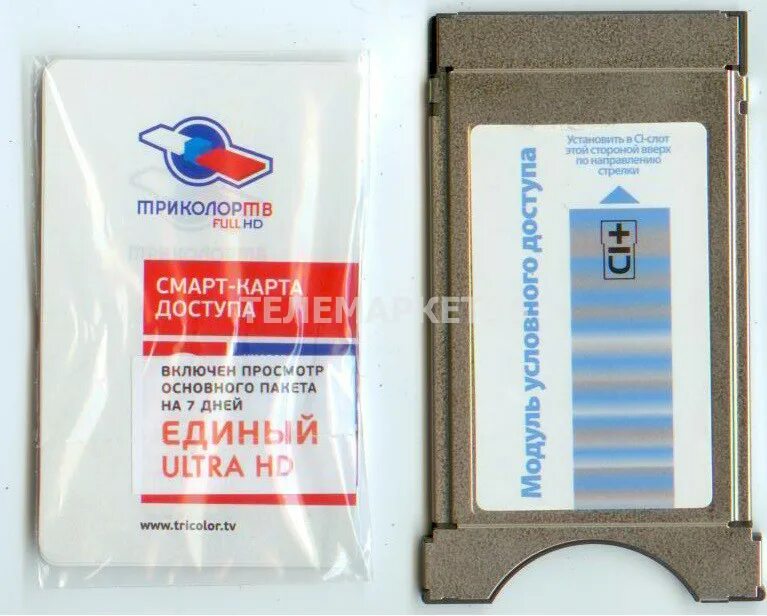 ТРИКОЛОРТВ
FULL HD
СМАРТ-КАРТА
ДОСТУПА
ТЕЛЕМАРКЕТ
ВКЛЮЧЕН ПРОСМОТР
ОСНОВНОГО ПАКЕТА
НА 7 ДНЕЙ
ЕДИНЫЙ
ULTRA HD
www.tricolor.tv
Установить в CI-слот
этой стороной вверх
по направлению
стрелки
Модуль условного доступа
CI+